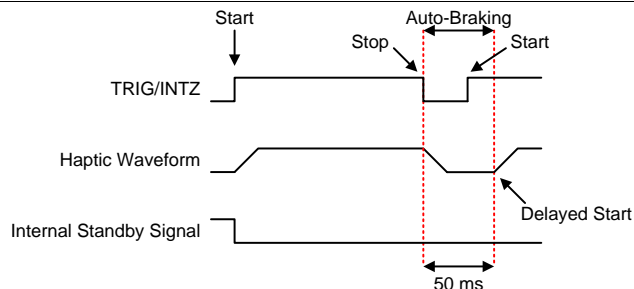 Start
Auto-Braking
Stop
Start
TRIG/INTZ
Haptic Waveform
Delayed Start
Internal Standby Signal
50 ms